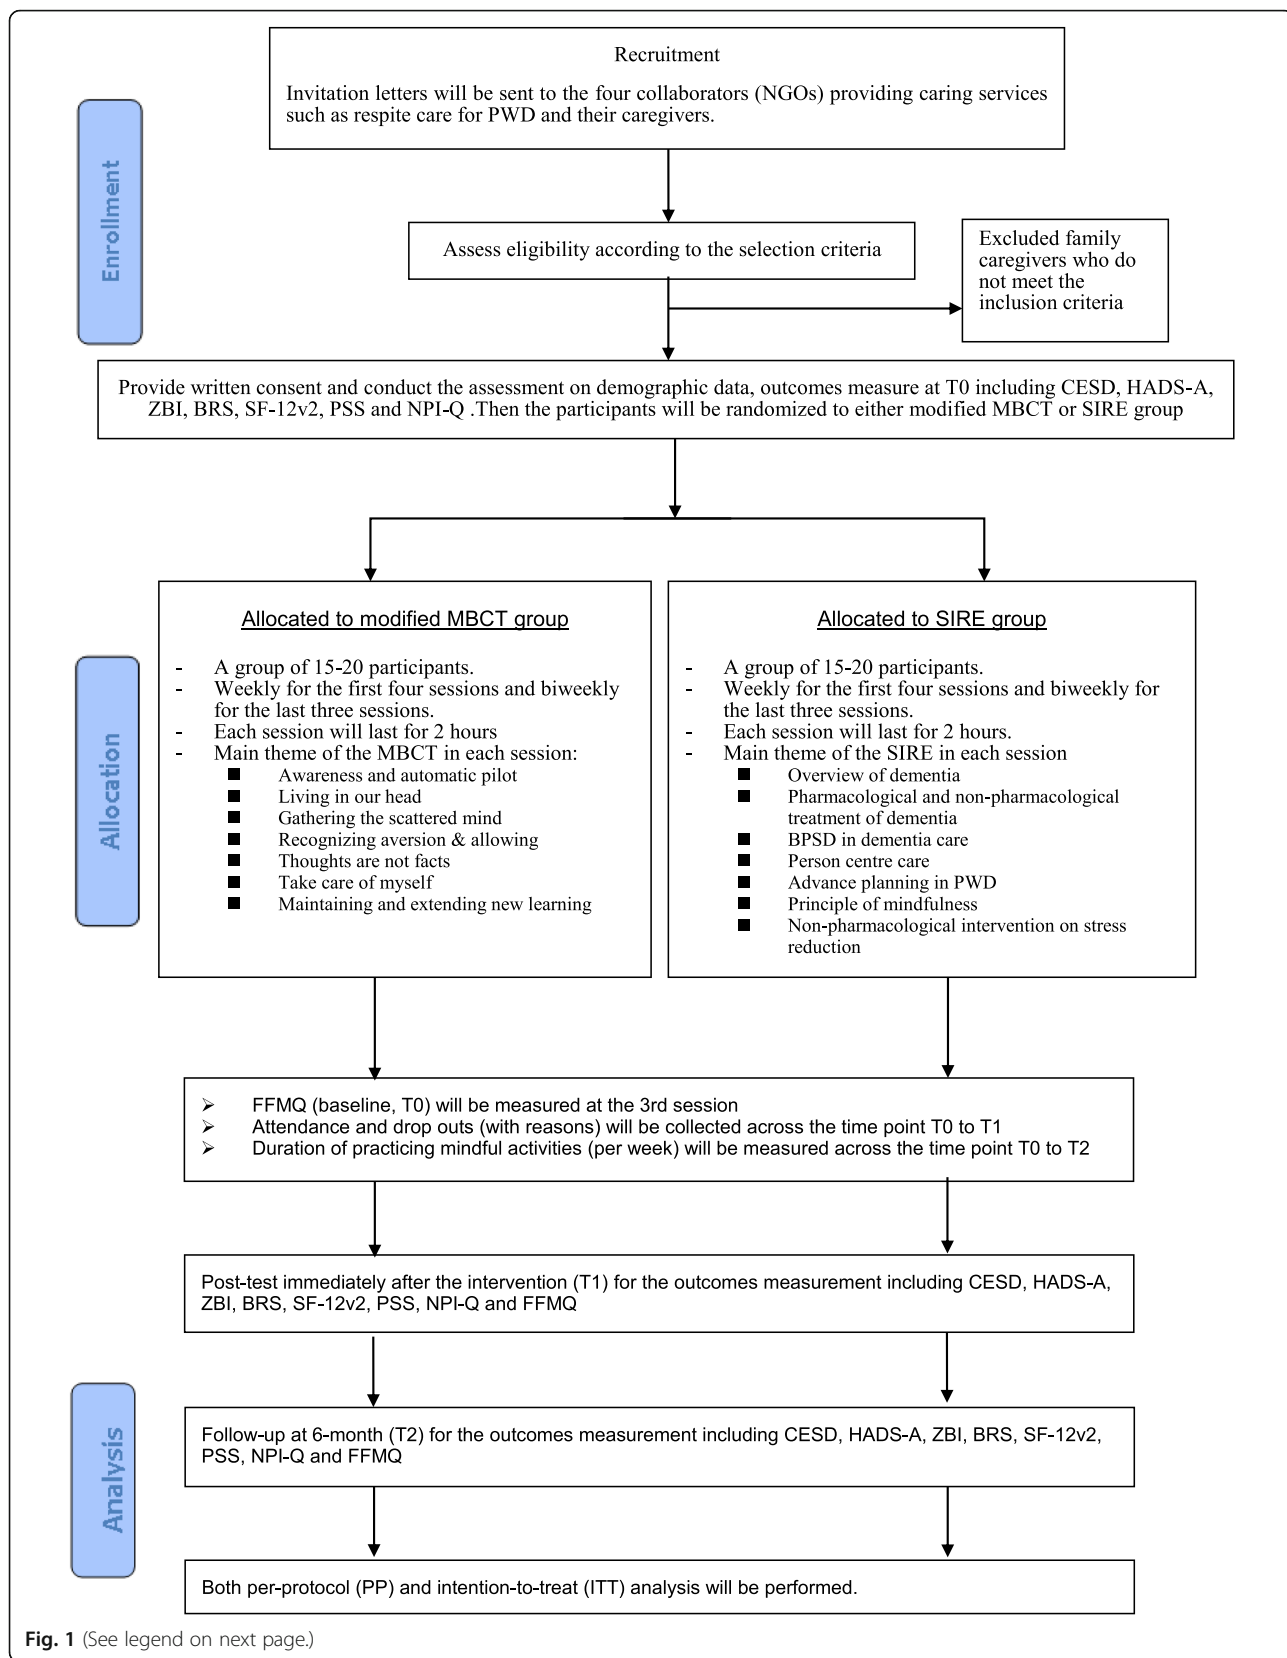 Recruitment
Invitation letters will be sent to the four collaborators (NGOs) providing caring services
such as respite care for PWD and their caregivers.
Enrollment
Assess eligibility according to the selection criteria
Excluded family
caregivers who do
not meet the
inclusion criteria
Provide written consent and conduct the assessment on demographic data, outcomes measure at T0 including CESD, HADS-A,
ZBI, BRS, SF-12v2, PSS and NPI-Q .Then the participants will be randomized to either modified MBCT or SIRE group
Allocation
Allocated to modified MBCT group
- A group of 15-20 participants.
- Weekly for the first four sessions and biweekly
for the last three sessions.
- Each session will last for 2 hours
- Main theme of the MBCT in each session:
■ Awareness and automatic pilot
■ Living in our head
■ Gathering the scattered mind
■ Recognizing aversion & allowing
■ Thoughts are not facts
■ Take care of myself
■ Maintaining and extending new learning
Allocated to SIRE group
- A group of 15-20 participants.
- Weekly for the first four sessions and biweekly for
the last three sessions.
- Each session will last for 2 hours.
- Main theme of the SIRE in each session
■ Overview of dementia
■ Pharmacological and non-pharmacological
treatment of dementia
■ BPSD in dementia care
■ Person centre care
■ Advance planning in PWD
■ Principle of mindfulness
■ Non-pharmacological intervention on stress
reduction
➢ FFMQ (baseline, T0) will be measured at the 3rd session
➢ Attendance and drop outs (with reasons) will be collected across the time point T0 to T1
➢ Duration of practicing mindful activities (per week) will be measured across the time point T0 to T2
Post-test immediately after the intervention (T1) for the outcomes measurement including CESD, HADS-A,
ZBI, BRS, SF-12v2, PSS, NPI-Q and FFMQ
Analysis
Follow-up at 6-month (T2) for the outcomes measurement including CESD, HADS-A, ZBI, BRS, SF-12v2,
PSS, NPI-Q and FFMQ
Both per-protocol (PP) and intention-to-treat (ITT) analysis will be performed.
Fig. 1 (See legend on next page.)